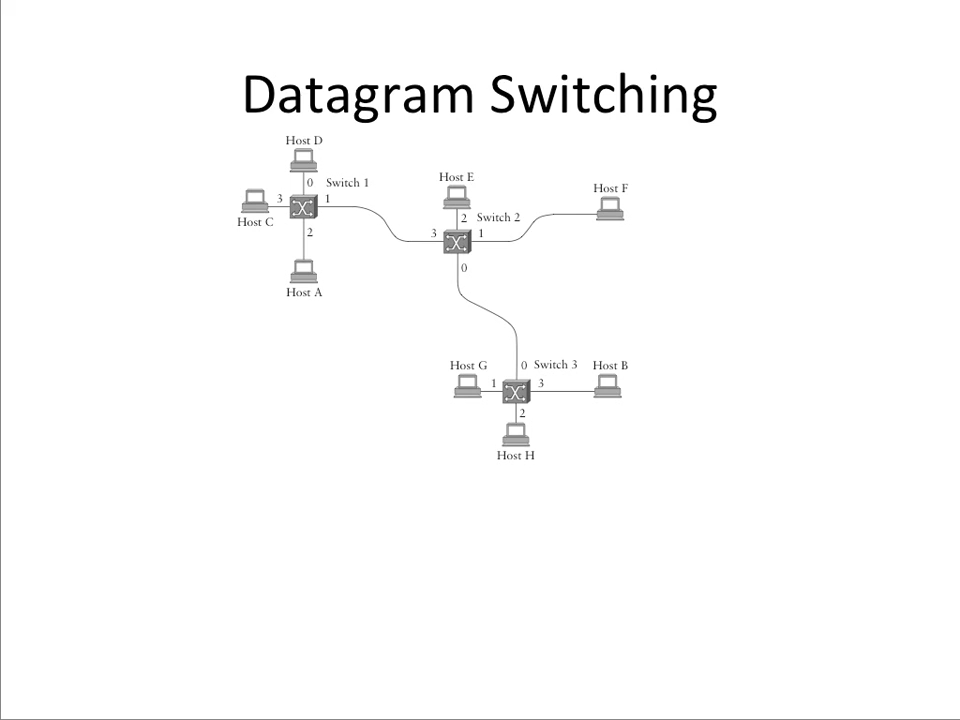 Datagram Switching
Host D
0 Switch 1
3 1
Host C
2
Host A
Host E
2 Switch 2
3 1
0
Host F
Host G
0 Switch 3
Host B
1 3
2
Host H